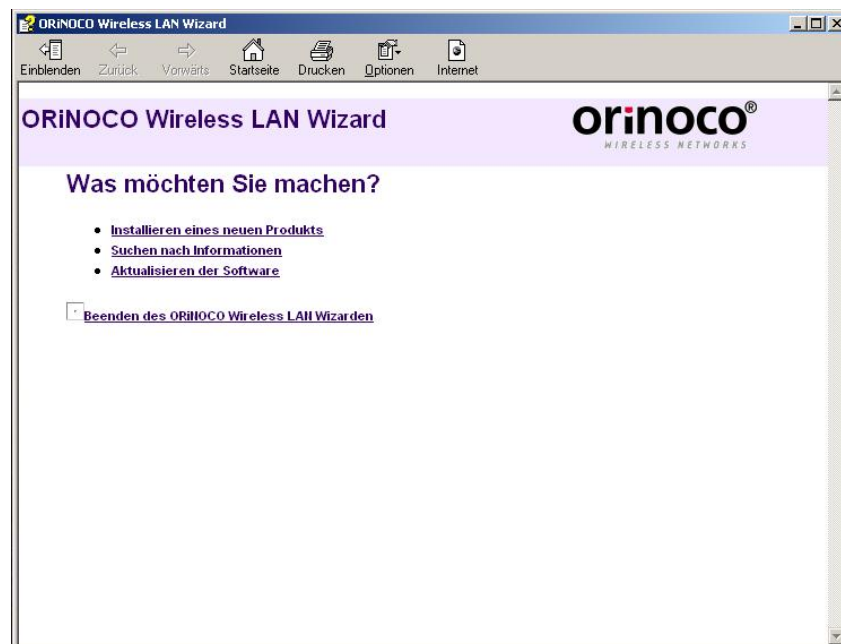 ORiNOCO Wireless LAN Wizard
Einblenden Zurück Vorwärts Startseite Drucken Optionen Internet
ORiNOCO Wireless LAN Wizard
orinoco®
WIRELESS NETWORKS
Was möchten Sie machen?
Installieren eines neuen Produkts
Suchen nach Informationen
Aktualisieren der Software
Beenden des ORiNOCO Wireless LAN Wizarden